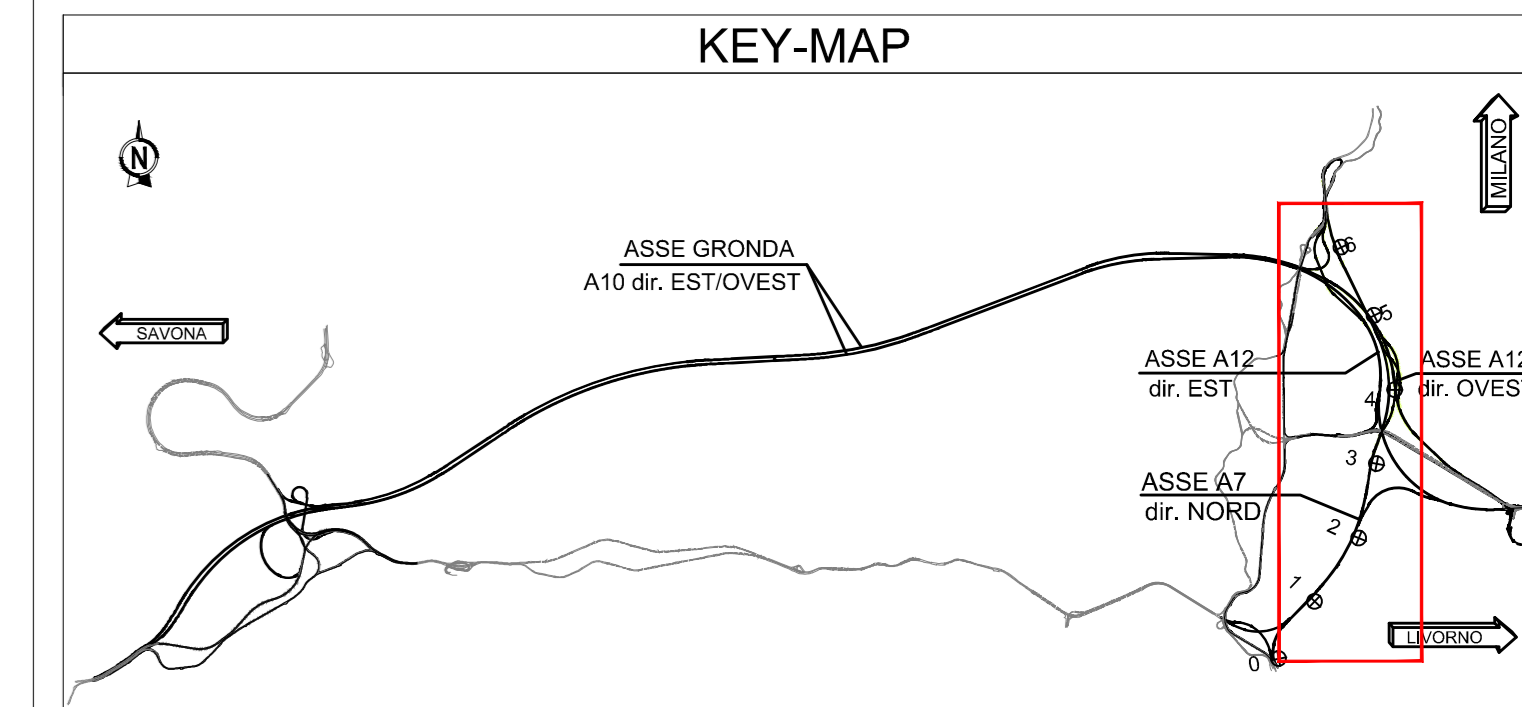 KEY-MAP
N
MILANO
ASSE GRONDA
A10 dir. EST/OVEST
SAVONA
6
5
ASSE A12
dir. EST
ASSE A12
dir. OVES
4
3
ASSE A7
dir. NORD
2
1
0
LIVORNO